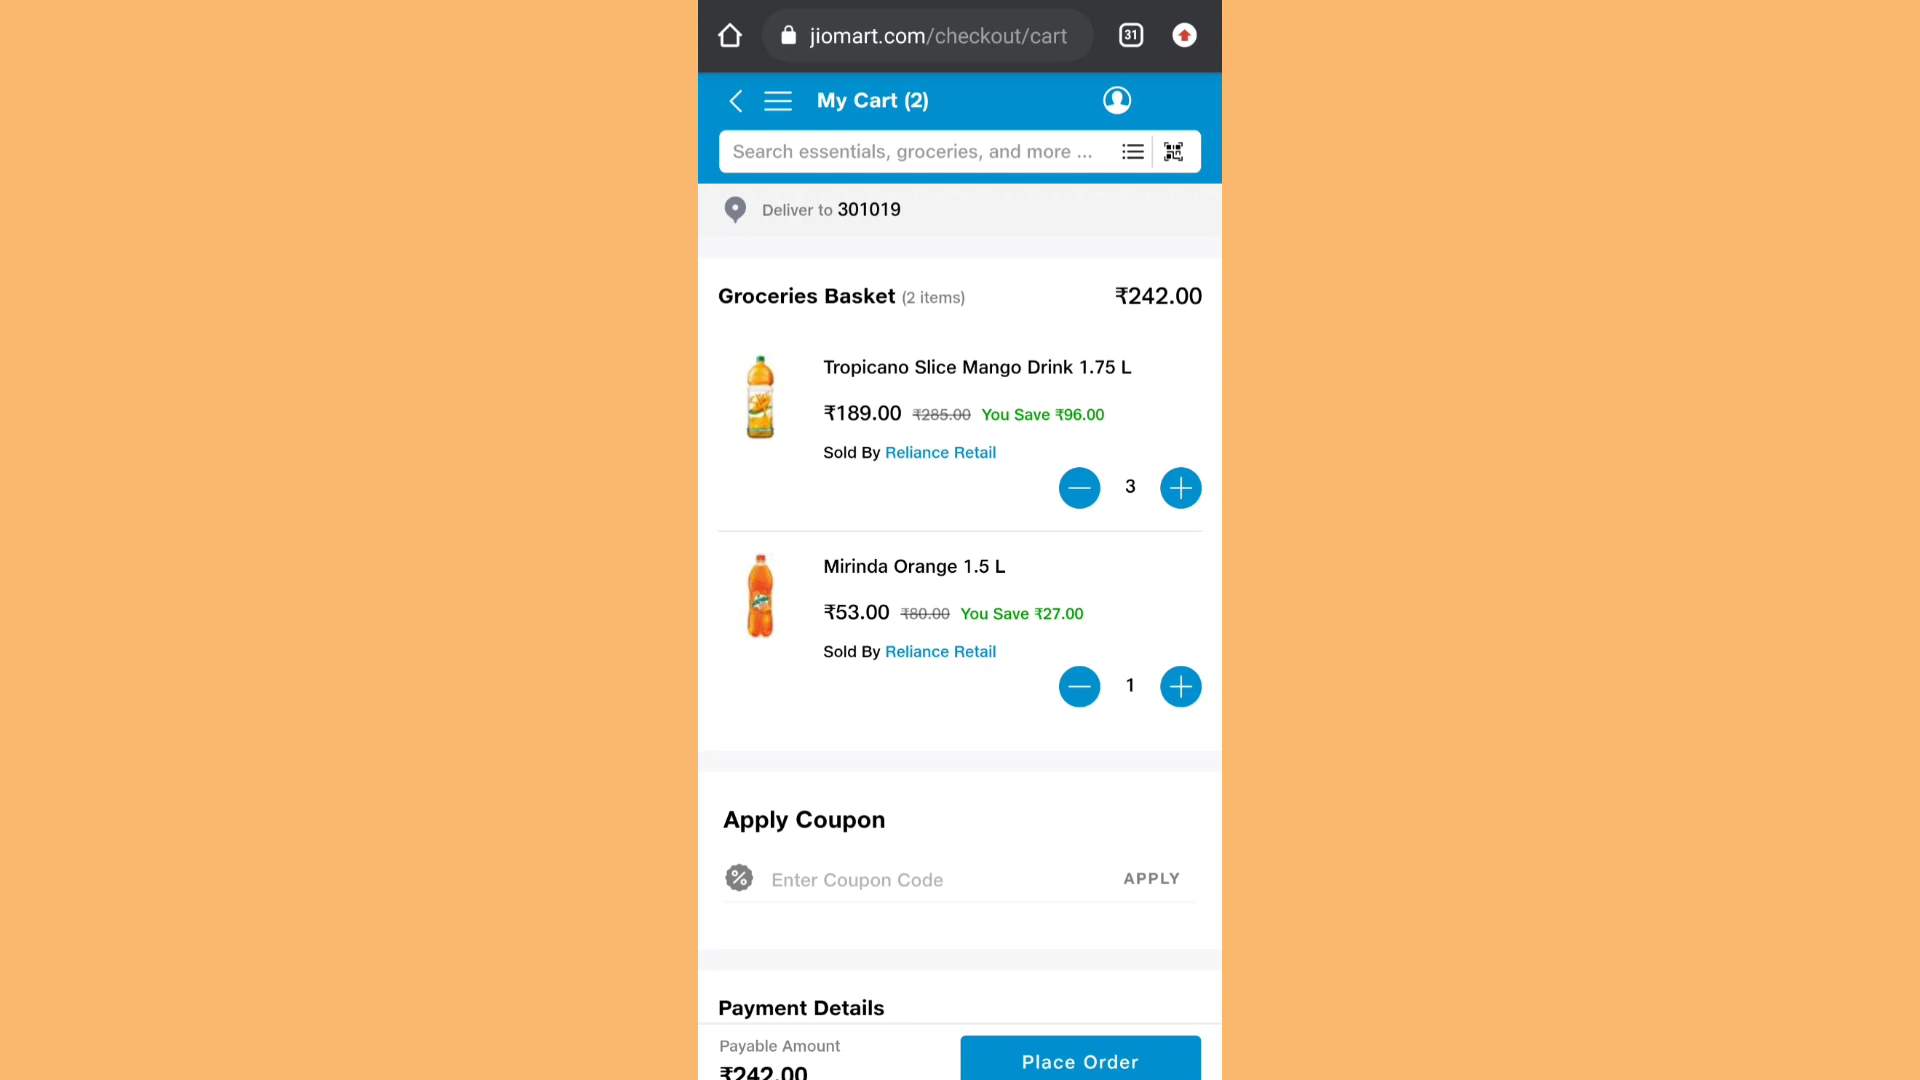 jiomart.com/checkout/cart
31
My Cart (2)
Search essentials, groceries, and more ...
Deliver to 301019
Groceries Basket (2 items) ₹242.00
Tropicano Slice Mango Drink 1.75 L
₹189.00 ₹285.00 You Save ₹96.00
Sold By Reliance Retail
3
Mirinda Orange 1.5 L
₹53.00 ₹80.00 You Save ₹27.00
Sold By Reliance Retail
1
Apply Coupon
Enter Coupon Code APPLY
Payment Details
Payable Amount
₹242.00
Place Order